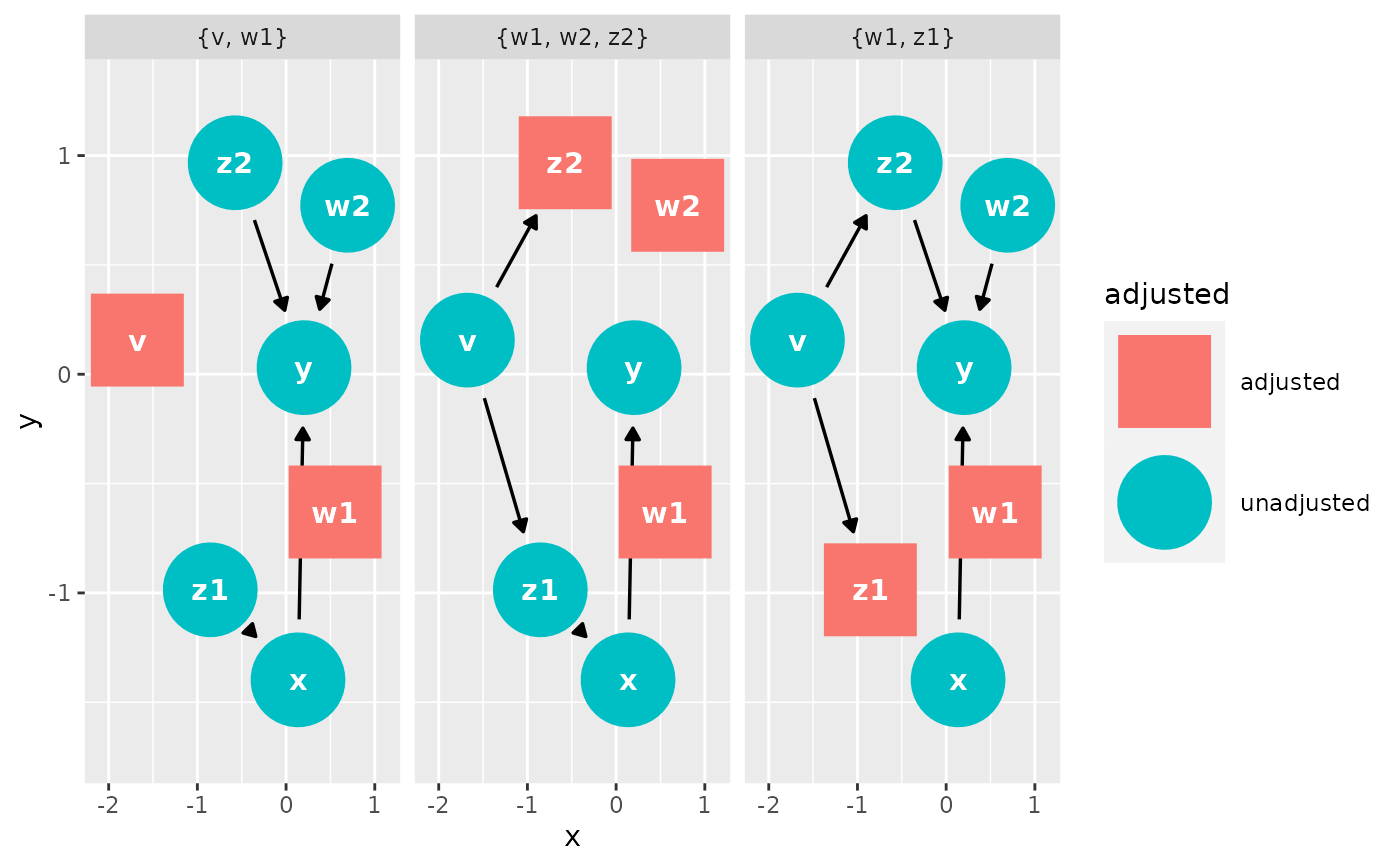 {v, w1}
{w1, w2, z2}
{w1, z1}
z2
w2
v
y
w1
z1
x
z2
w2
v
y
w1
z1
x
z2
w2
v
y
w1
z1
x
1
0
-1
y
-2 -1 0 1
-2 -1 0 1
-2 -1 0 1
x
adjusted
adjusted
unadjusted